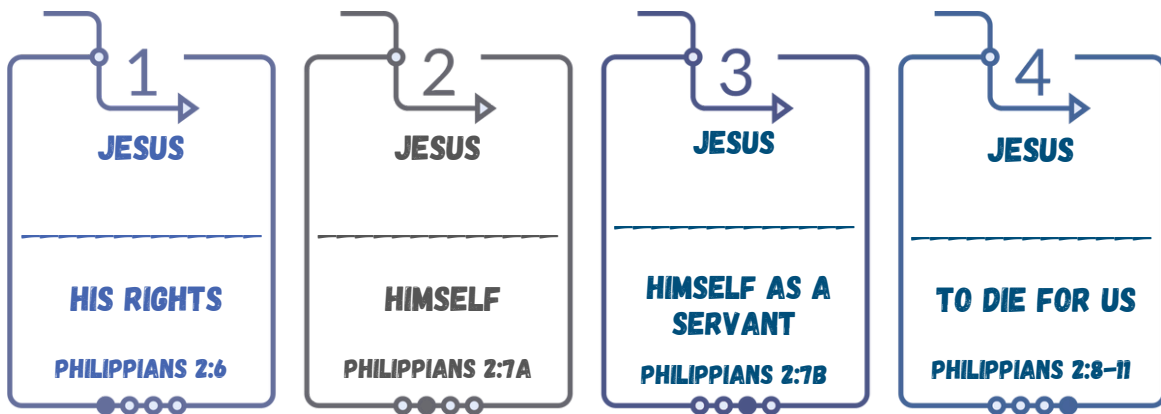 1
JESUS
HIS RIGHTS
PHILIPPIANS 2:6
2
JESUS
HIMSELF
PHILIPPIANS 2:7A
3
JESUS
HIMSELF AS A
SERVANT
PHILIPPIANS 2:7B
4
JESUS
TO DIE FOR US
PHILIPPIANS 2:8-11